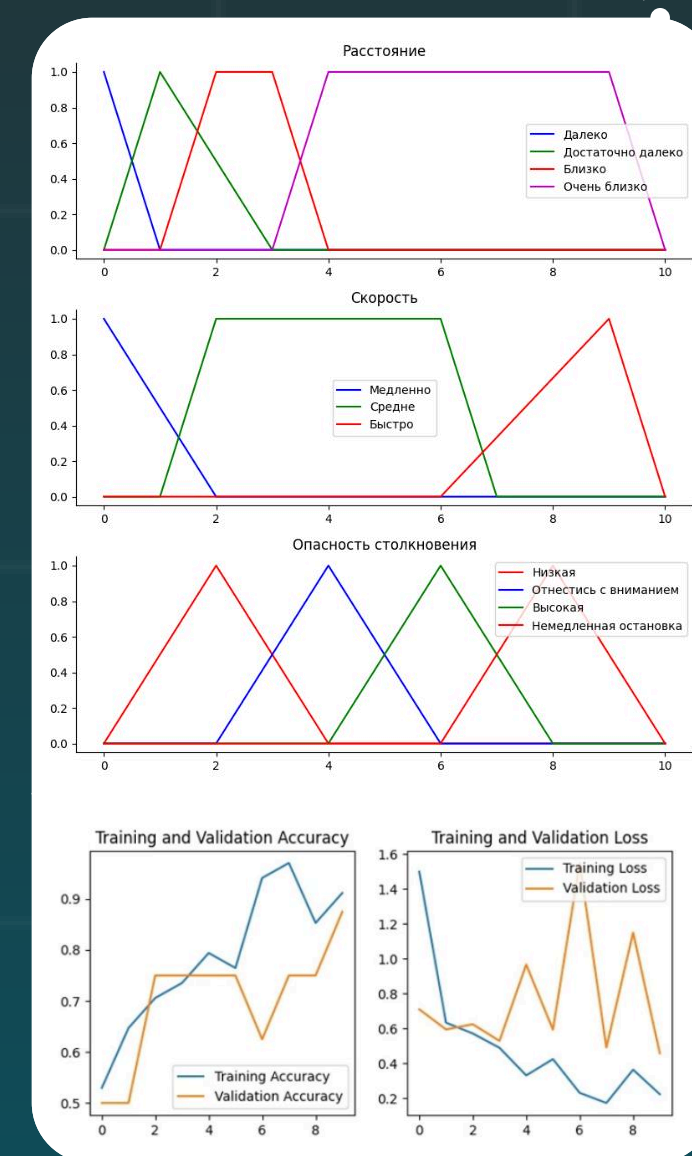 Расстояние
1.0
0.8
0.6
0.4
0.2
0.0
Далеко
Достаточно далеко
Близко
Очень близко
0 2 4 6 8 10
Скорость
1.0
0.8
0.6
0.4
0.2
0.0
Медленно
Средне
Быстро
0 2 4 6 8 10
Опасность столкновения
1.0
0.8
0.6
0.4
0.2
0.0
Низкая
Отнестись с вниманием
Высокая
Немедленная остановка
0 2 4 6 8 10
Training and Validation Accuracy
0.9
0.8
0.7
0.6
0.5
Training Accuracy
Validation Accuracy
0 2 4 6 8
Training and Validation Loss
1.6
1.4
1.2
1.0
0.8
0.6
0.4
0.2
Training Loss
Validation Loss
0 2 4 6 8